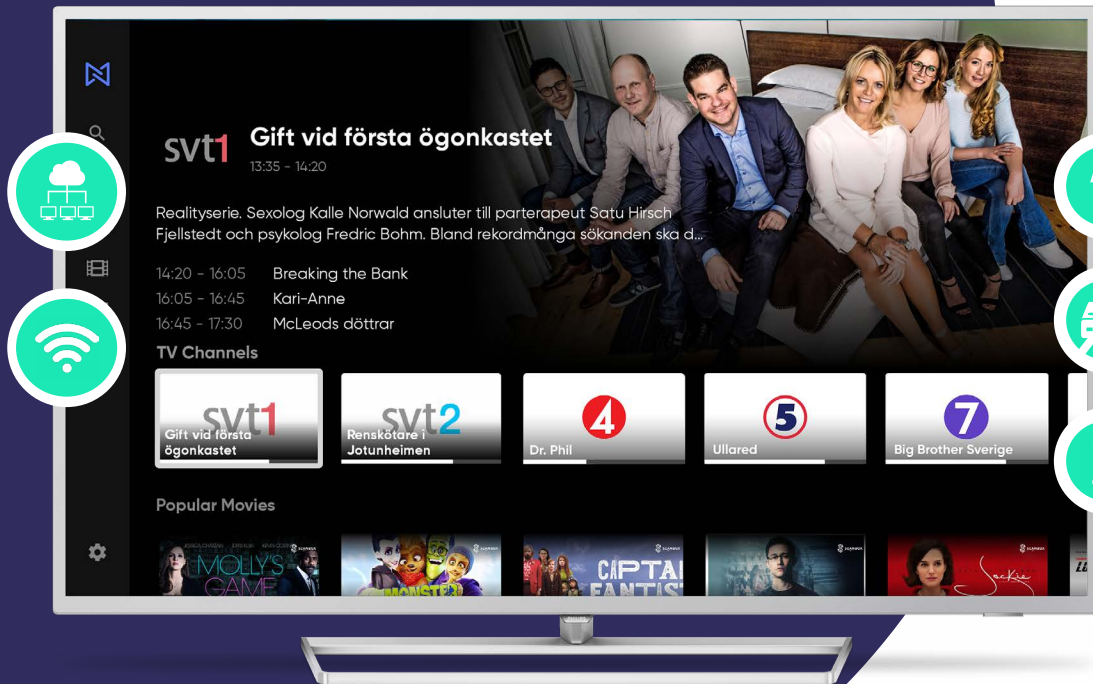 svt1
Gift vid första ögonkastet
13:35 - 14:20
Realityserie. Sexolog Kalle Norwald ansluter till parterapeut Satu Hirsch
Fjellstedt och psykolog Fredric Bohm. Bland rekordmånga sökanden ska d...
14:20 - 16:05 Breaking the Bank
16:05 - 16:45 Kari-Anne
16:45 - 17:30 McLeods döttrar
TV Channels
svt1
Gift vid första
ögonkastet
svt2
Renskötare i
Jotunheimen
4
Dr. Phil
5
Ullared
7
Big Brother Sverige
Popular Movies
MOLLY'S
GAME
MONSTER
CAPTAI
FANTAS
Jackie